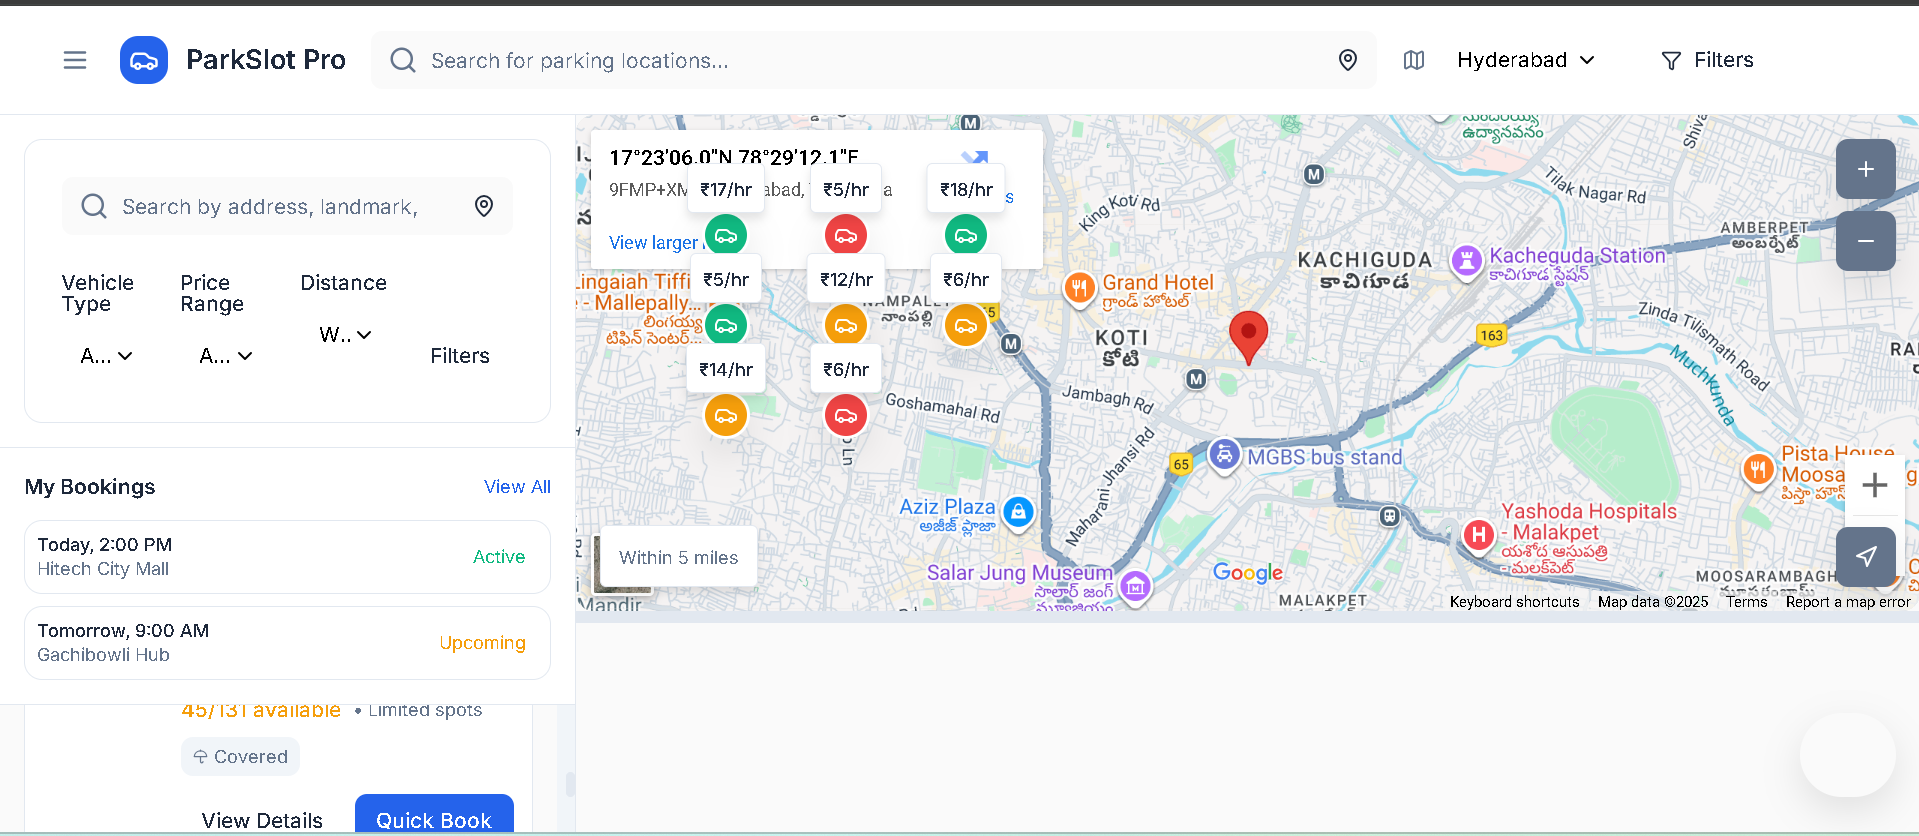 ParkSlot Pro
Search for parking locations...
Hyderabad
Filters
Search by address, landmark,
Vehicle Type
Price Range
Distance
A...
A...
W..
Filters
My Bookings
View All
Today, 2:00 PM
Hitech City Mall
Active
Tomorrow, 9:00 AM
Gachibowli Hub
Upcoming
45/131 available
• Limited spots
Covered
View Details
Quick Book
17°23'06.0"N 78°29'12.1"E
₹17/hr
₹5/hr
₹18/hr
View larger
₹5/hr
₹12/hr
₹6/hr
₹14/hr
₹6/hr
Within 5 miles
Mandir
Lingaiah Tiffi...
- Mallepally...
లింగయ్య
టిఫిన్ సెంటర్...
నాంపల్లి
Goshamahal Rd
Aziz Plaza
అజీజ్ ప్లాజా
Salar Jung Museum
సాలార్ జంగ్
మ్యూజియం
Grand Hotel
గ్రాండ్ హోటల్
KOTI
కోటి
Jambagh Rd
Maharani Jhansi Rd
65
MGBS bus stand
King Koti Rd
M
M
M
M
ఉద్యానవనం
Tilak Nagar Rd
KACHIGUDA
కాచిగూడ
Kacheguda Station
కాచిగూడ స్టేషన్
AMBERPET
అంబర్‌పేట్
163
Zinda Tilismath Road
Muchkunda
Pista House
Yashoda Hospitals
- Malakpet
యశోద ఆసుపత్రి
- మలక్‌పేట్
H
MALAKPET
MOOSARAMBAGH
Google
Keyboard shortcuts
Map data ©2025
Terms
Report a map error